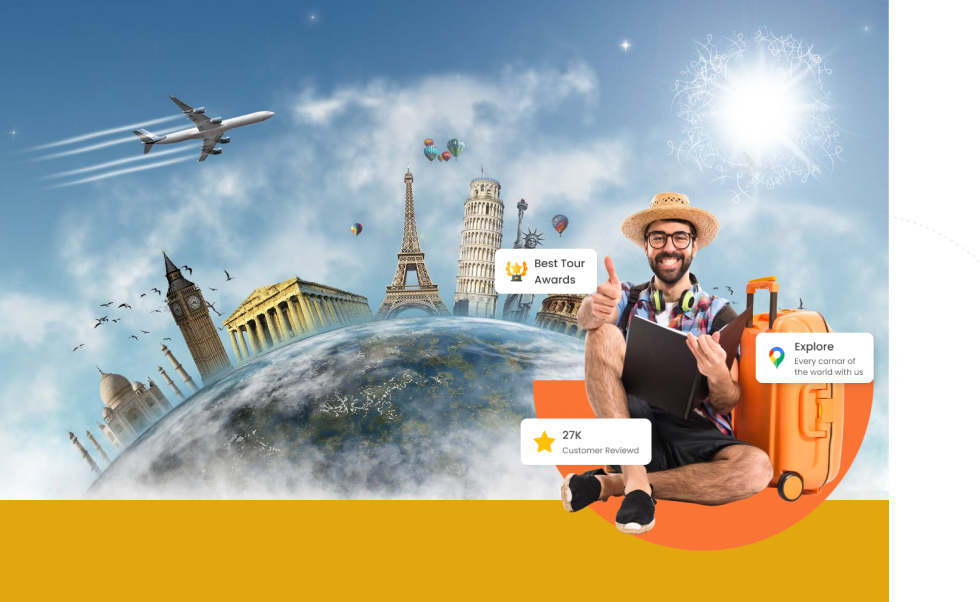 Best Tour
Awards
Explore
Every cornar of
the world with us
27K
Customer Reviewd